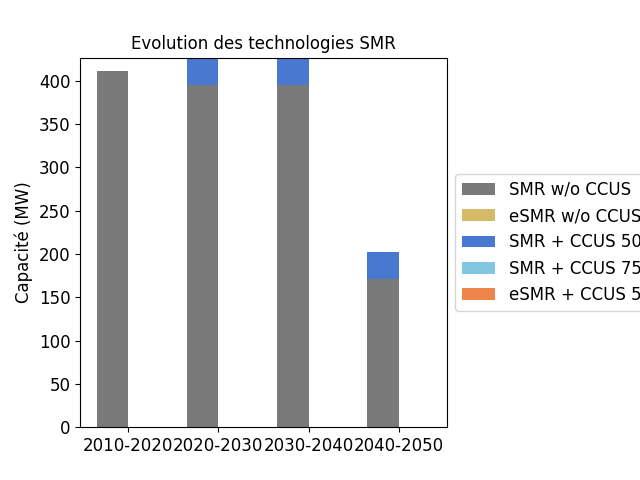 Evolution des technologies SMR
Capacité (MW)
400
350
300
250
200
150
100
50
0
2010-2020
2020-2030
2030-2040
2040-2050
SMR w/o CCUS
eSMR w/o CCUS
SMR + CCUS 50
SMR + CCUS 75
eSMR + CCUS 5